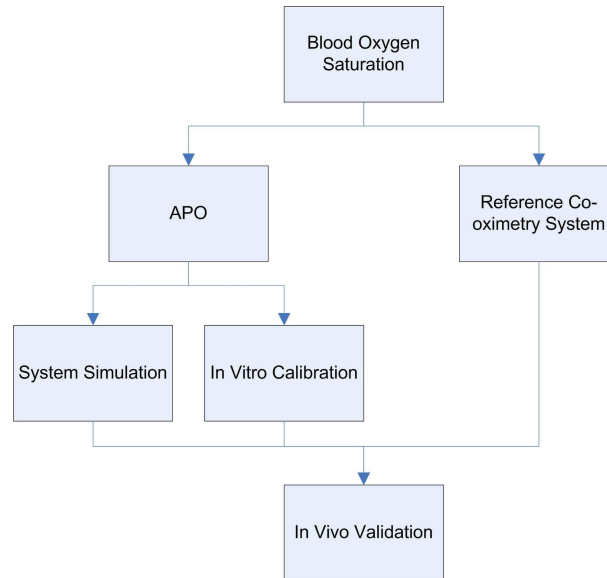 Blood Oxygen
Saturation
APO
Reference Co-
oximetry System
System Simulation
In Vitro Calibration
In Vivo Validation